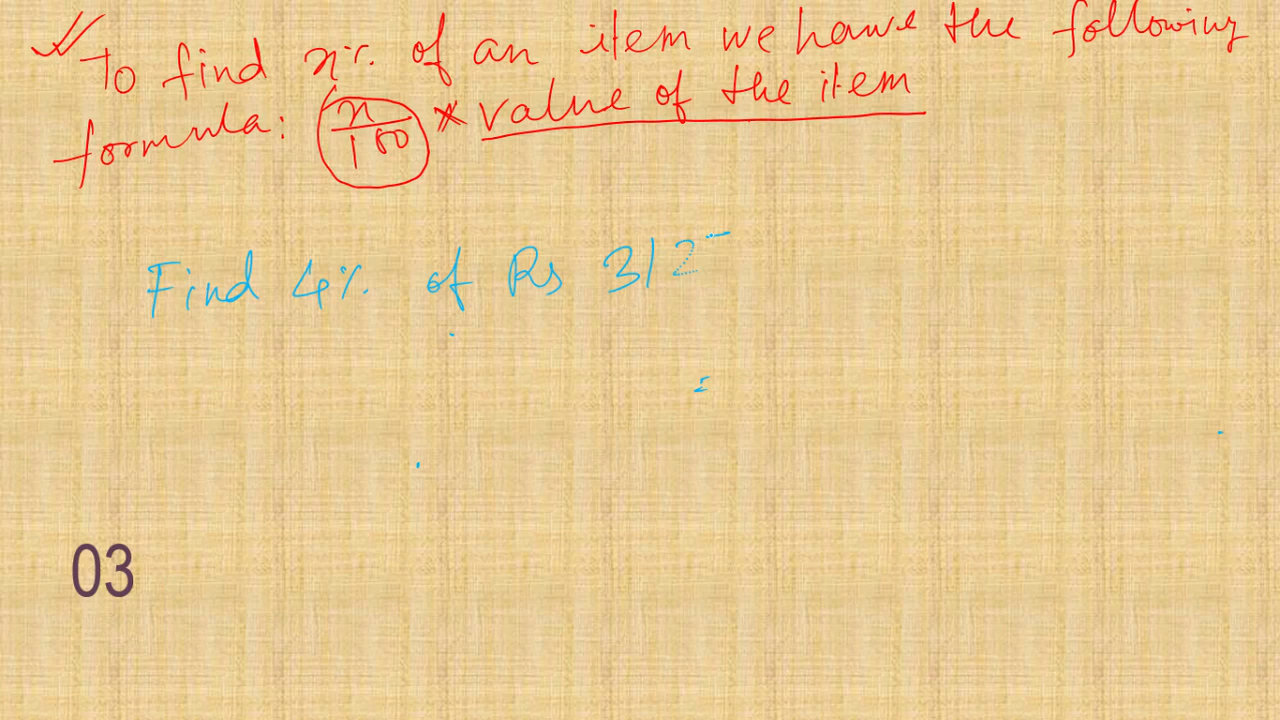 To find x% of an item we have the following
formula: x/100 * value of the item
Find 4% of Rs 312
03